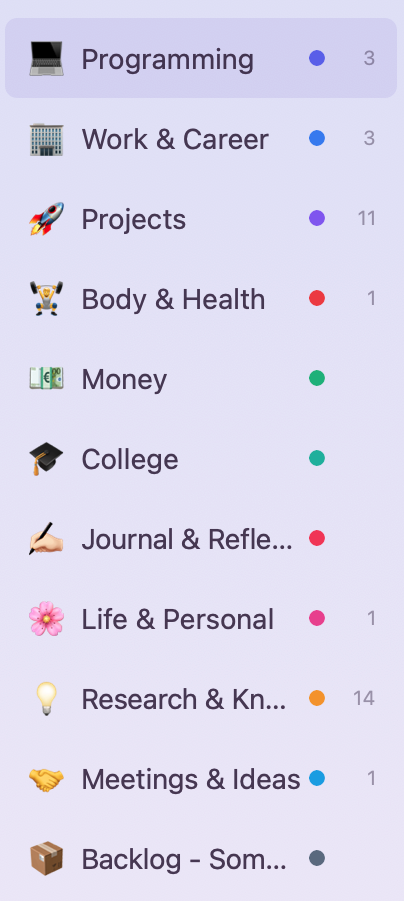 Programming 3
Work & Career 3
Projects 11
Body & Health 1
Money
College
Journal & Refle...
Life & Personal 1
Research & Kn... 14
Meetings & Ideas 1
Backlog - Som...